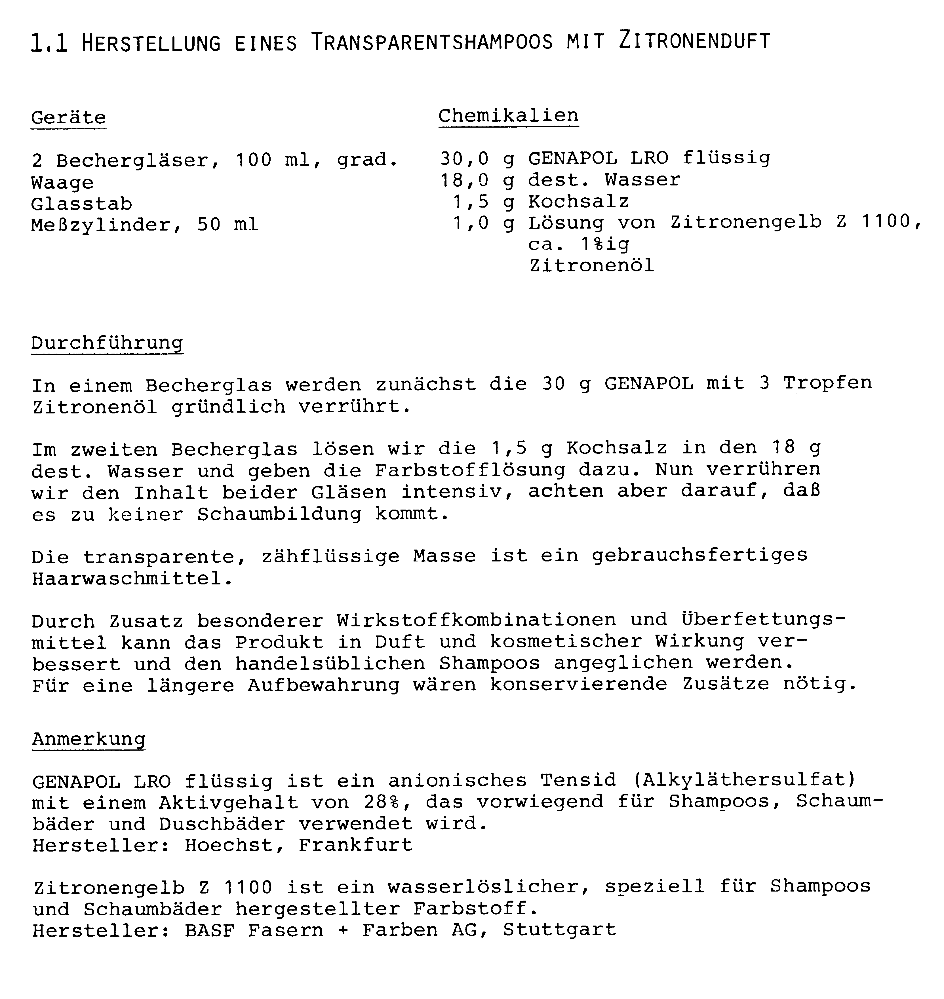 1.1 HERSTELLUNG EINES TRANSPARENTSHAMPOOS MIT ZITRONENDUFT
Geräte
2 Bechergläser, 100 ml, grad.
Waage
Glasstab
Meßzylinder, 50 ml
Chemikalien
30,0 g GENAPOL LRO flüssig
18,0 g dest. Wasser
1,5 g Kochsalz
1,0 g Lösung von Zitronengelb Z 1100,
ca. 1%ig
Zitronenöl
Durchführung
In einem Becherglas werden zunächst die 30 g GENAPOL mit 3 Tropfen
Zitronenöl gründlich verrührt.
Im zweiten Becherglas lösen wir die 1,5 g Kochsalz in den 18 g
dest. Wasser und geben die Farbstofflösung dazu. Nun verrühren
wir den Inhalt beider Gläsen intensiv, achten aber darauf, daß
es zu keiner Schaumbildung kommt.
Die transparente, zähflüssige Masse ist ein gebrauchsfertiges
Haarwaschmittel.
Durch Zusatz besonderer Wirkstoffkombinationen und Überfettungs-
mittel kann das Produkt in Duft und kosmetischer Wirkung ver-
bessert und den handelsüblichen Shampoos angeglichen werden.
Für eine längere Aufbewahrung wären konservierende Zusätze nötig.
Anmerkung
GENAPOL LRO flüssig ist ein anionisches Tensid (Alkyläthersulfat)
mit einem Aktivgehalt von 28%, das vorwiegend für Shampoos, Schaum-
bäder und Duschbäder verwendet wird.
Hersteller: Hoechst, Frankfurt
Zitronengelb Z 1100 ist ein wasserlöslicher, speziell für Shampoos
und Schaumbäder hergestellter Farbstoff.
Hersteller: BASF Fasern + Farben AG, Stuttgart